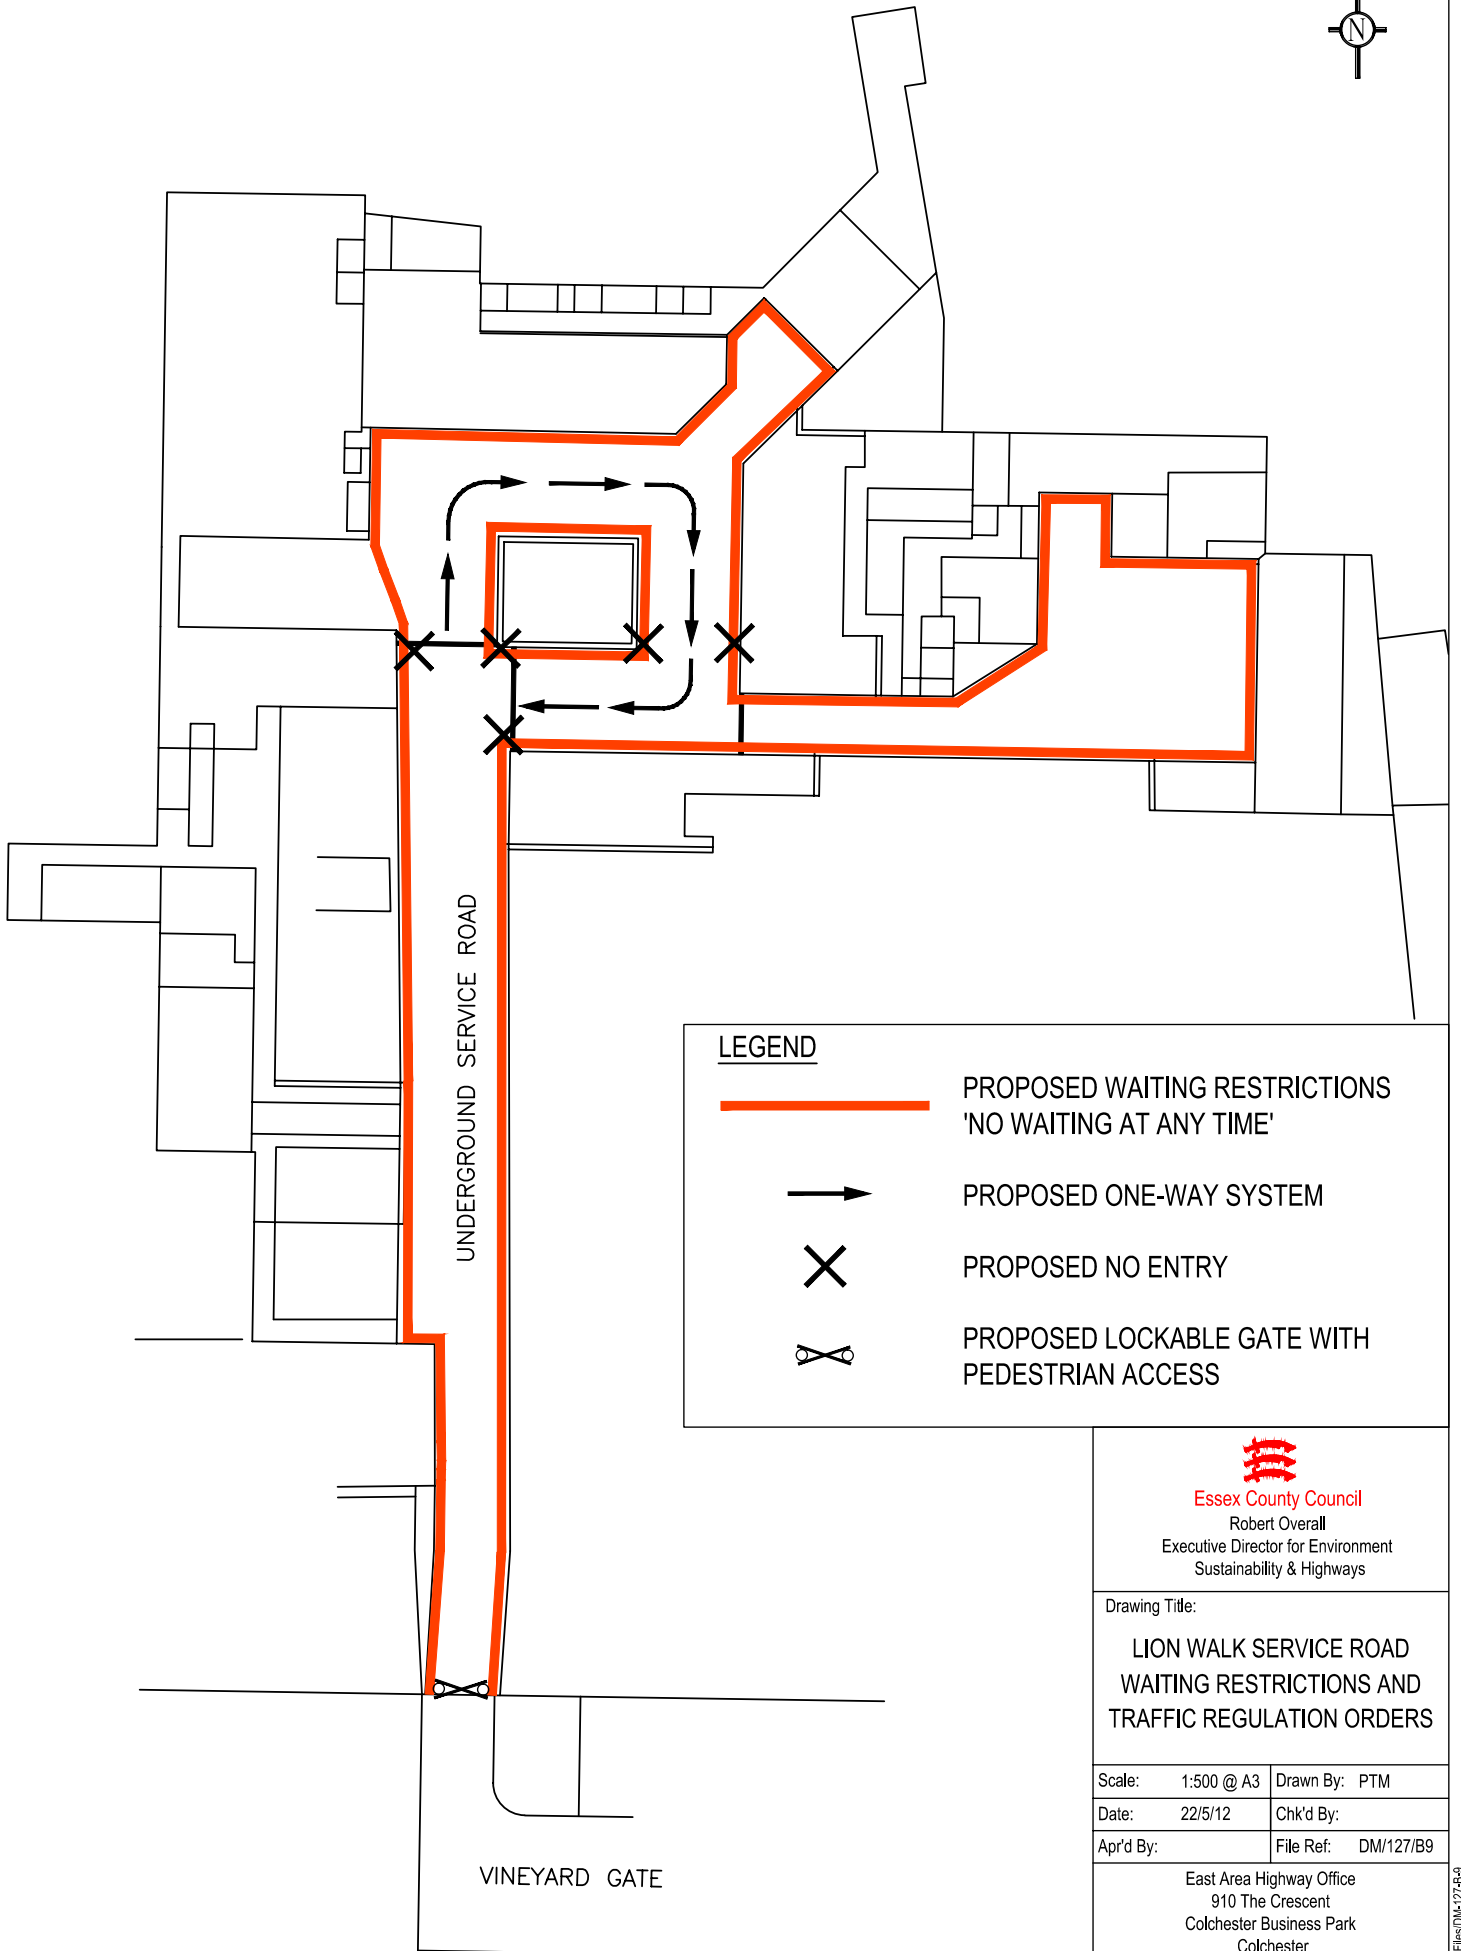 N
UNDERGROUND SERVICE ROAD
LEGEND
PROPOSED WAITING RESTRICTIONS
'NO WAITING AT ANY TIME'
PROPOSED ONE-WAY SYSTEM
PROPOSED NO ENTRY
PROPOSED LOCKABLE GATE WITH
PEDESTRIAN ACCESS
Essex County Council
Robert Overall
Executive Director for Environment
Sustainability & Highways
Drawing Title:
LION WALK SERVICE ROAD
WAITING RESTRICTIONS AND
TRAFFIC REGULATION ORDERS
Scale: 1:500 @ A3 Drawn By: PTM
Date: 22/5/12 Chk'd By:
Apr'd By: File Ref: DM/127/B9
East Area Highway Office
910 The Crescent
Colchester Business Park
Colchester
VINEYARD GATE
Files/DM-127-B-9